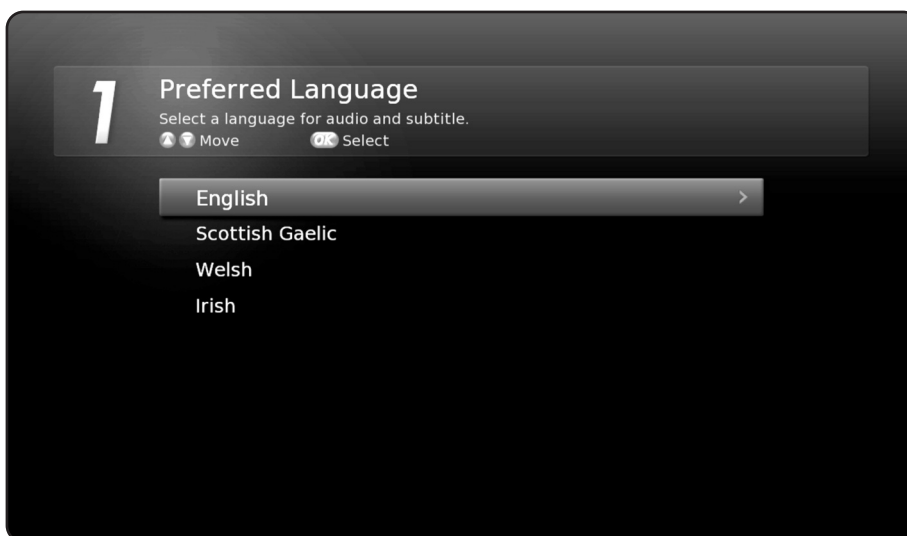 1
Preferred Language
Select a language for audio and subtitle.
Move OK Select
English
Scottish Gaelic
Welsh
Irish